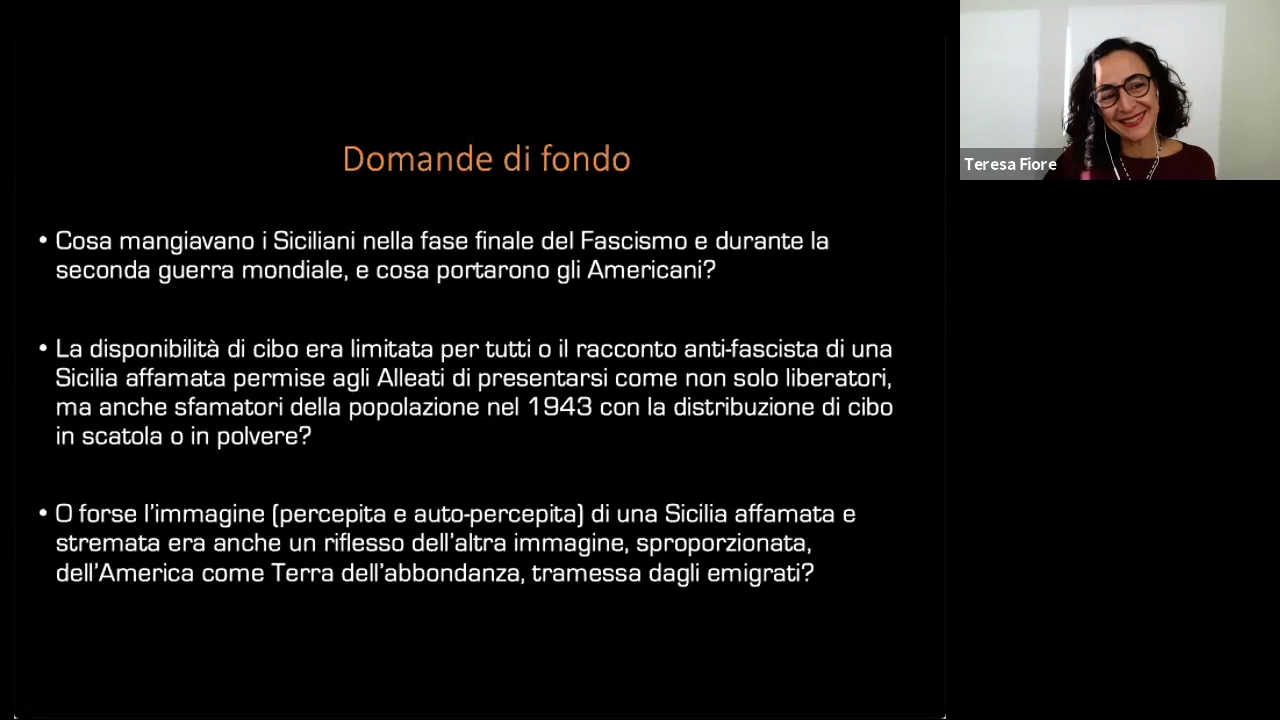 Domande di fondo
• Cosa mangiavano i Siciliani nella fase finale del Fascismo e durante la
seconda guerra mondiale, e cosa portarono gli Americani?
• La disponibilità di cibo era limitata per tutti o il racconto anti-fascista di una
Sicilia affamata permise agli Alleati di presentarsi come non solo liberatori,
ma anche sfamatori della popolazione nel 1943 con la distribuzione di cibo
in scatola o in polvere?
• O forse l'immagine (percepita e auto-percepita) di una Sicilia affamata e
stremata era anche un riflesso dell'altra immagine, sproporzionata,
dell'America come Terra dell'abbondanza, tramessa dagli emigrati?
Teresa Fiore